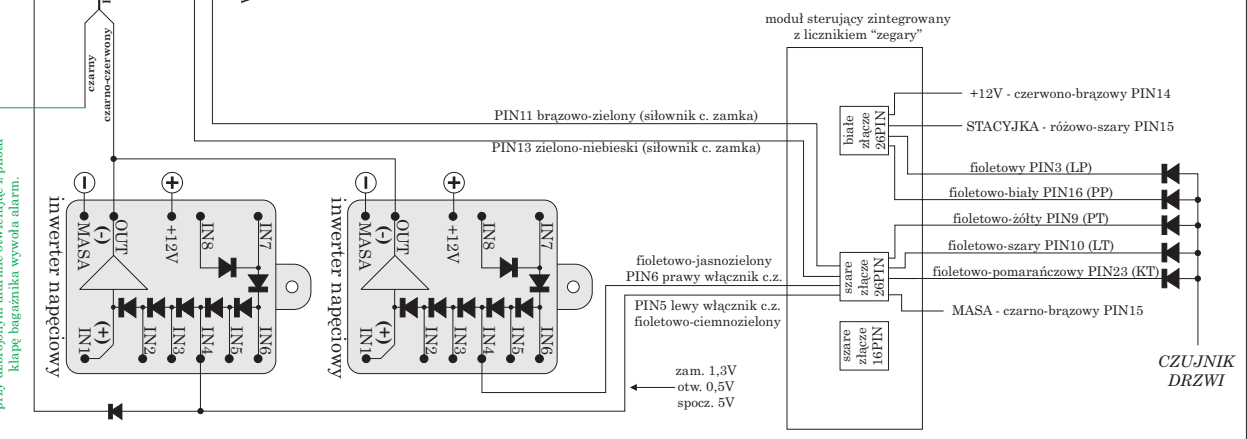 moduł sterujący zintegrowany
z licznikiem “zegary”
czarny
czarno-czerwony
przy uzbrojonym alarmie otwierając z pilota
klapę bagażnika wywoła alarm.
PIN11 brązowo-zielony (siłownik c. zamka)
PIN13 zielono-niebieski (siłownik c. zamka)
białe
złącze
26PIN
+12V - czerwono-brązowy PIN14
STACYJKA - różowo-szary PIN15
fioletowy PIN3 (LP)
fioletowo-biały PIN16 (PP)
fioletowo-żółty PIN9 (PT)
fioletowo-szary PIN10 (LT)
fioletowo-pomarańczowy PIN23 (KT)
MASA - czarno-brązowy PIN15
CZUJNIK
DRZWI
szare
złącze
26PIN
szare
złącze
16PIN
fioletowo-jasnozielony
PIN6 prawy włącznik c.z.
PIN5 lewy włącznik c.z.
fioletowo-ciemnozielony
zam. 1,3V
otw. 0,5V
spocz. 5V
inwerter napięciowy
−
+
MASA
OUT
(-)
+12V
IN8
IN7
(+)
IN1
IN2
IN3
IN4
IN5
IN6
inwerter napięciowy
−
+
MASA
OUT
(-)
+12V
IN8
IN7
(+)
IN1
IN2
IN3
IN4
IN5
IN6